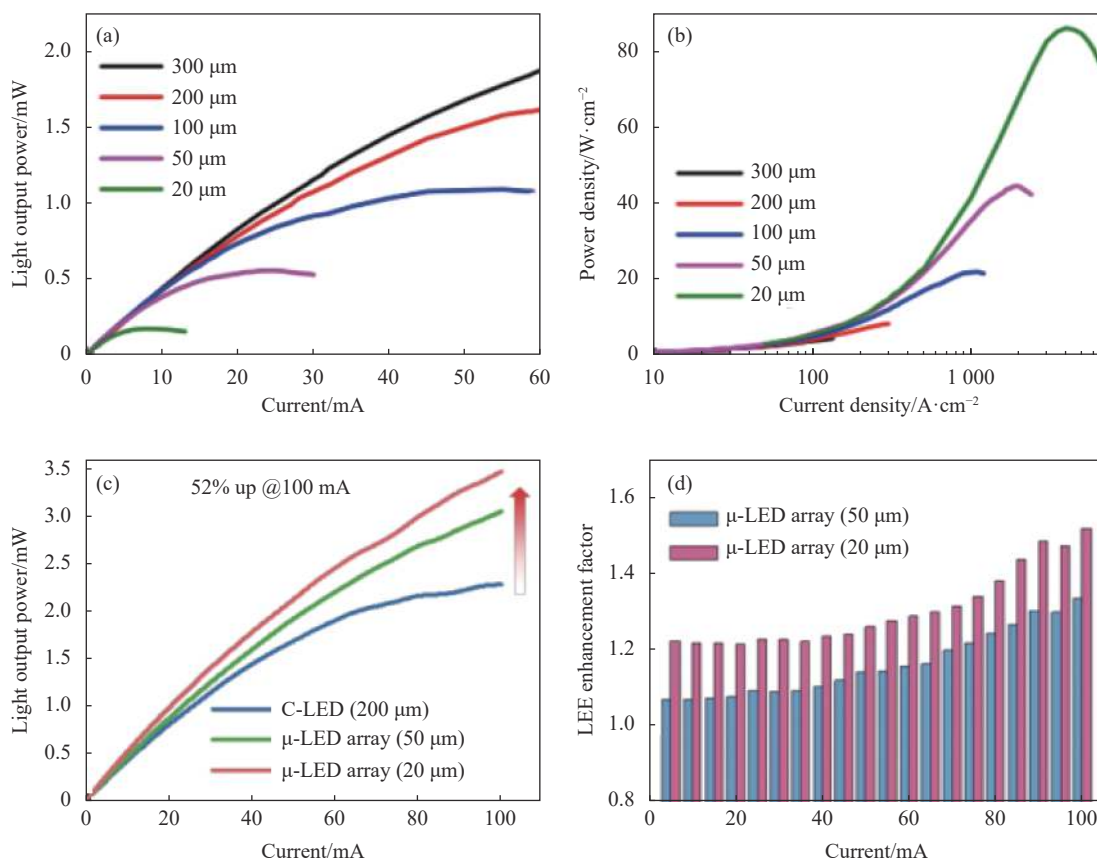 (a)
300 μm
200 μm
100 μm
50 μm
20 μm
Light output power/mW
2.0
1.5
1.0
0.5
0
0
10
20
30
40
50
60
Current/mA
(b)
300 μm
200 μm
100 μm
50 μm
20 μm
Power density/W·cm⁻²
80
60
40
20
0
10
100
1 000
Current density/A·cm⁻²
(c)
52% up @100 mA
C-LED (200 μm)
μ-LED array (50 μm)
μ-LED array (20 μm)
Light output power/mW
3.5
3.0
2.5
2.0
1.5
1.0
0.5
0
0
20
40
60
80
100
Current/mA
(d)
μ-LED array (50 μm)
μ-LED array (20 μm)
LEE enhancement factor
1.6
1.4
1.2
1.0
0.8
0
20
40
60
80
100
Current/mA